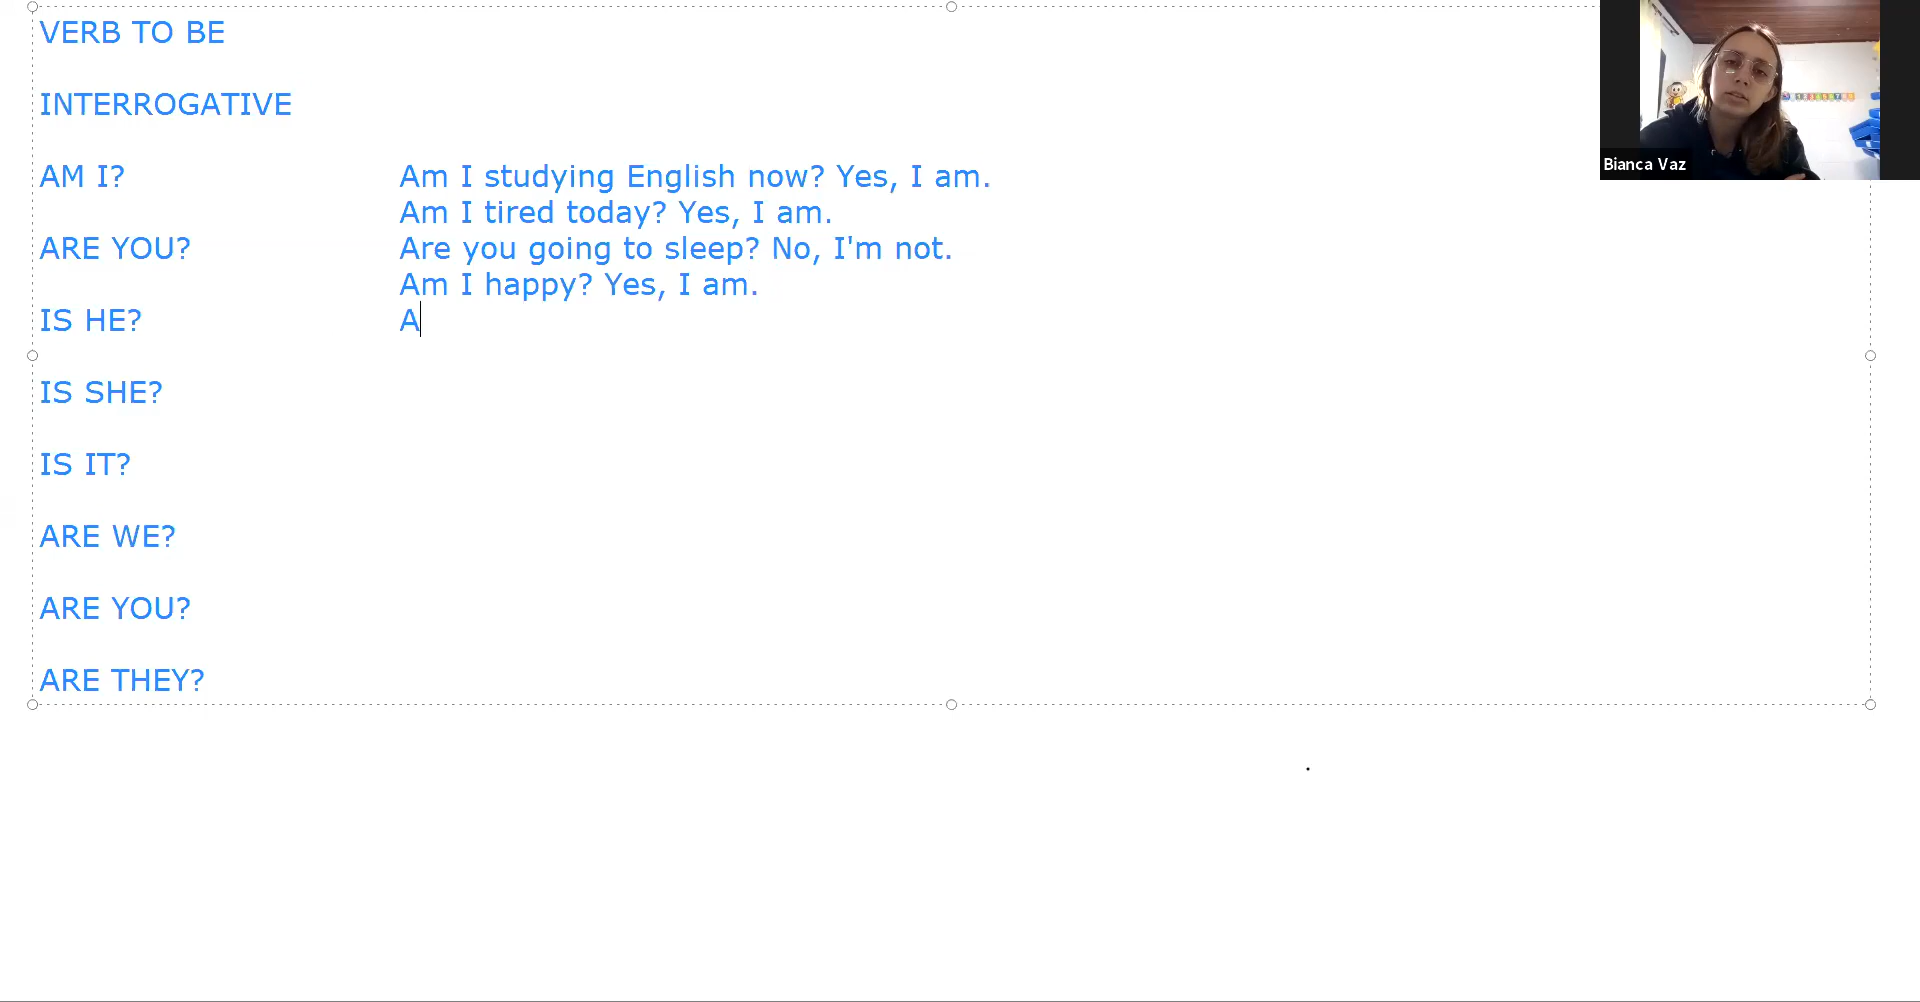 VERB TO BE
INTERROGATIVE
AM I? Am I studying English now? Yes, I am.
Am I tired today? Yes, I am.
ARE YOU? Are you going to sleep? No, I'm not.
Am I happy? Yes, I am.
IS HE? A
IS SHE?
IS IT?
ARE WE?
ARE YOU?
ARE THEY?
Bianca Vaz